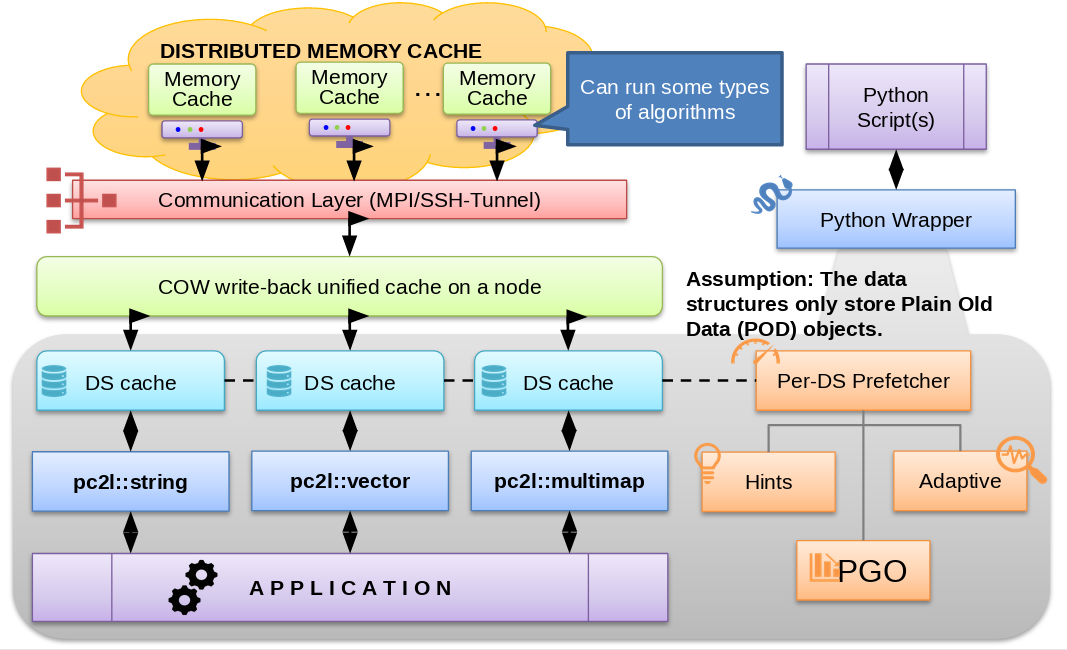 DISTRIBUTED MEMORY CACHE
Memory
Cache
Memory
Cache
...
Memory
Cache
Can run some types
of algorithms
Python
Script(s)
Communication Layer (MPI/SSH-Tunnel)
Python Wrapper
COW write-back unified cache on a node
Assumption: The data
structures only store Plain Old
Data (POD) objects.
DS cache
DS cache
DS cache
Per-DS Prefetcher
pc2l::string
pc2l::vector
pc2l::multimap
Hints
Adaptive
PGO
APPLICATION